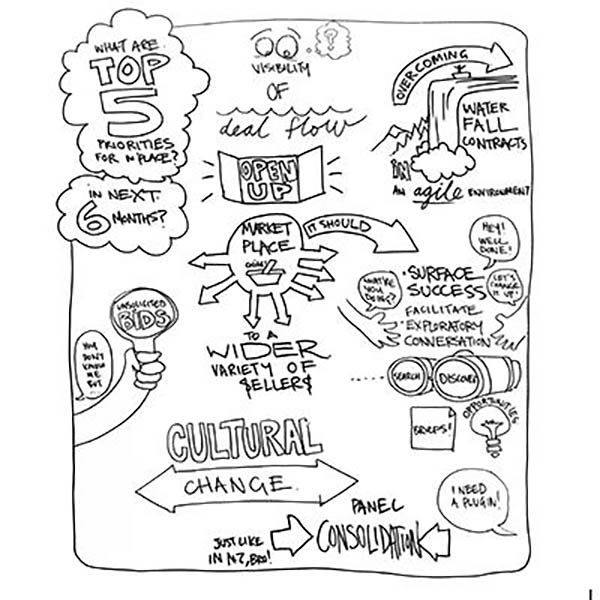 WHAT ARE
TOP
5
PRIORITIES
FOR M'PLACE?
IN NEXT
6
MONTHS?
?
VISIBILITY
OF
deal flow
OVERCOMING
WATER
FALL
CONTRACTS
IN
AN agile ENVIRONMENT?
OPEN
UP
MARKET
PLACE
TO A
WIDER
VARIETY OF
$ELLER$
IT SHOULD
HEY!
WELL
DONE!
• SURFACE
SUCCESS
WHAT'RE
YOU
DOING?
LET'S
CHANGE
IT UP!
FACILITATE
• EXPLORATORY
CONVERSATION
SEARCH
DISCOVER
BRIEFS!
OPPORTUNITIES
UNSOLICITED
BIDS
YOU
DON'T
KNOW
ME
BUT...
CULTURAL
CHANGE.
PANEL
CONSOLIDATION
JUST LIKE
IN NZ, BRO!
I NEED
A PLUGIN!